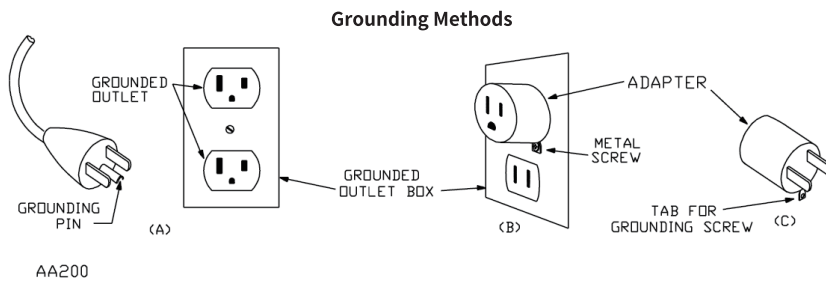 Grounding Methods
GROUNDED
OUTLET
ADAPTER
METAL
SCREW
GROUNDED
OUTLET BOX
GROUNDING
PIN
(A)
(B)
TAB FOR
GROUNDING SCREW
(C)
AA200